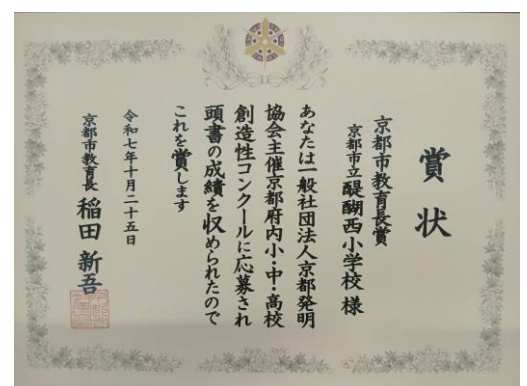 賞状
京都市教育長賞
京都市立醍醐西小学校 様
あなたは一般社団法人京都発明
協会主催京都府内小・中・高校
創造性コンクールに応募され
頭書の成績を収められたので
これを賞します
令和七年十月二十五日
京都市教育長 稲田 新吾